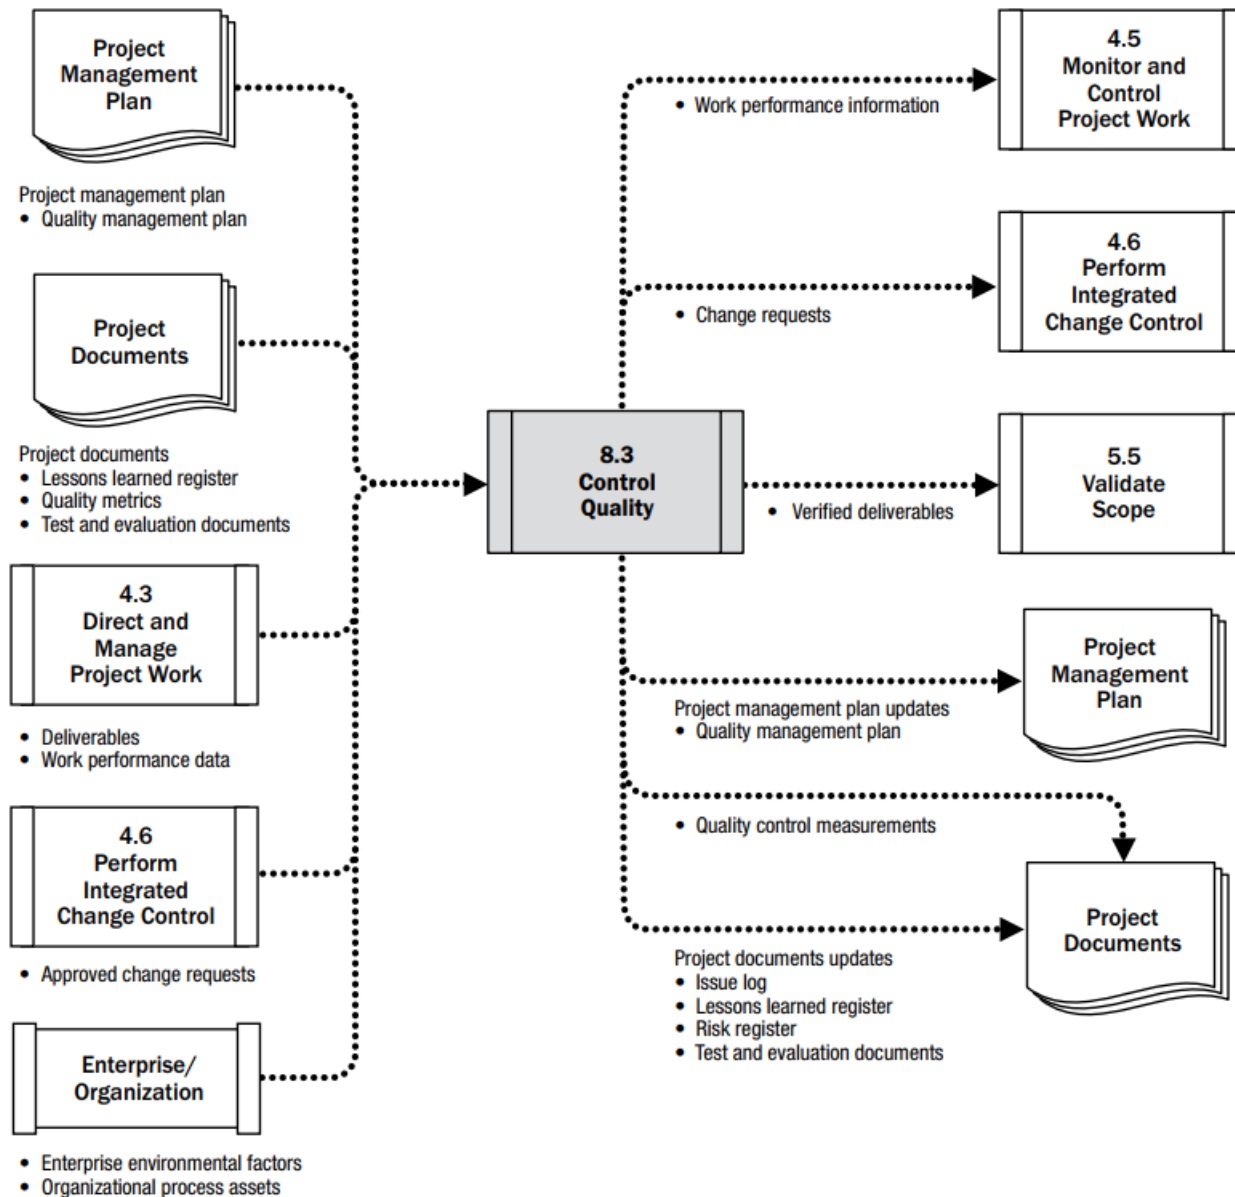 Project
Management
Plan
Project management plan
• Quality management plan
Project
Documents
Project documents
• Lessons learned register
• Quality metrics
• Test and evaluation documents
4.3
Direct and
Manage
Project Work
• Deliverables
• Work performance data
4.6
Perform
Integrated
Change Control
• Approved change requests
Enterprise/
Organization
• Enterprise environmental factors
• Organizational process assets
8.3
Control
Quality
4.5
Monitor and
Control
Project Work
• Work performance information
4.6
Perform
Integrated
Change Control
• Change requests
5.5
Validate
Scope
• Verified deliverables
Project
Management
Plan
Project management plan updates
• Quality management plan
• Quality control measurements
Project
Documents
Project documents updates
• Issue log
• Lessons learned register
• Risk register
• Test and evaluation documents